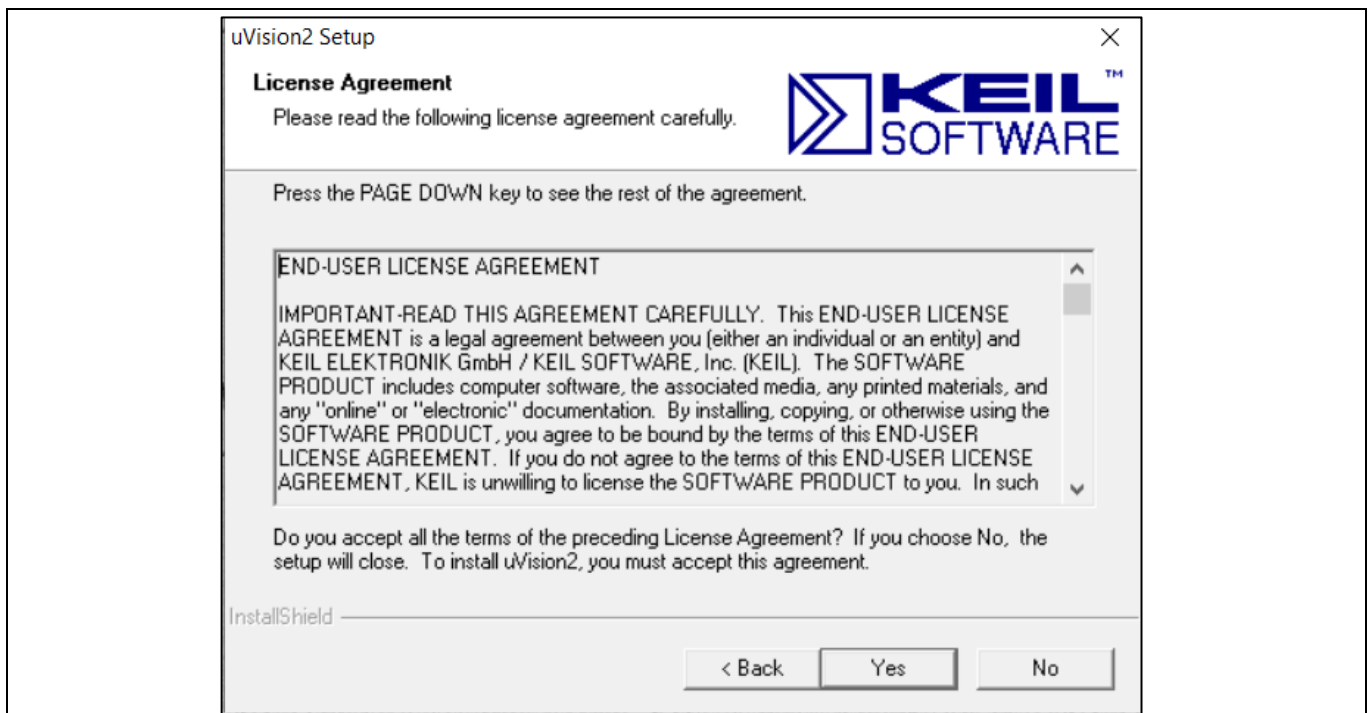 uVision2 Setup
License Agreement
Please read the following license agreement carefully.
KEIL™
SOFTWARE
Press the PAGE DOWN key to see the rest of the agreement.
END-USER LICENSE AGREEMENT
IMPORTANT-READ THIS AGREEMENT CAREFULLY.  This END-USER LICENSE
AGREEMENT is a legal agreement between you (either an individual or an entity) and
KEIL ELEKTRONIK GmbH / KEIL SOFTWARE, Inc. (KEIL).  The SOFTWARE
PRODUCT includes computer software, the associated media, any printed materials, and
any "online" or "electronic" documentation.  By installing, copying, or otherwise using the
SOFTWARE PRODUCT, you agree to be bound by the terms of this END-USER
LICENSE AGREEMENT.  If you do not agree to the terms of this END-USER LICENSE
AGREEMENT, KEIL is unwilling to license the SOFTWARE PRODUCT to you.  In such
Do you accept all the terms of the preceding License Agreement?  If you choose No,  the
setup will close.  To install uVision2, you must accept this agreement.
InstallShield
< Back
Yes
No